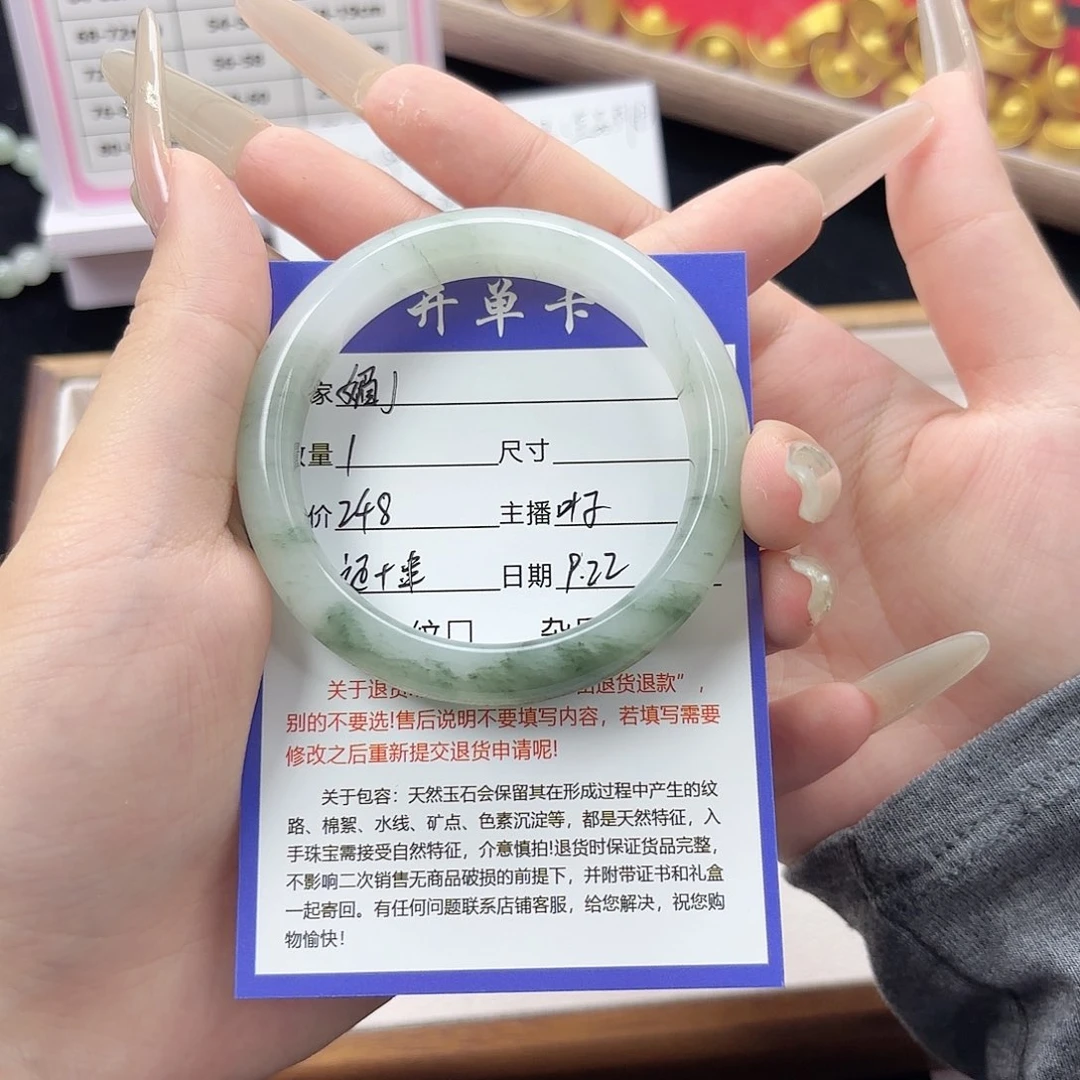 开单卡
家 媚
量 1 尺寸
价 248 主播 叶子
日期 9.22
纹口
关于退货 退货退款”，
别的不要选!售后说明不要填写内容，若填写需要
修改之后重新提交退货申请呢!
关于包容：天然玉石会保留其在形成过程中产生的纹
路、棉絮、水线、矿点、色素沉淀等，都是天然特征，入
手珠宝需接受自然特征，介意慎拍!退货时保证货品完整，
不影响二次销售无商品破损的前提下，并附带证书和礼盒
一起寄回。有任何问题联系店铺客服，给您解决，祝您购
物愉快！